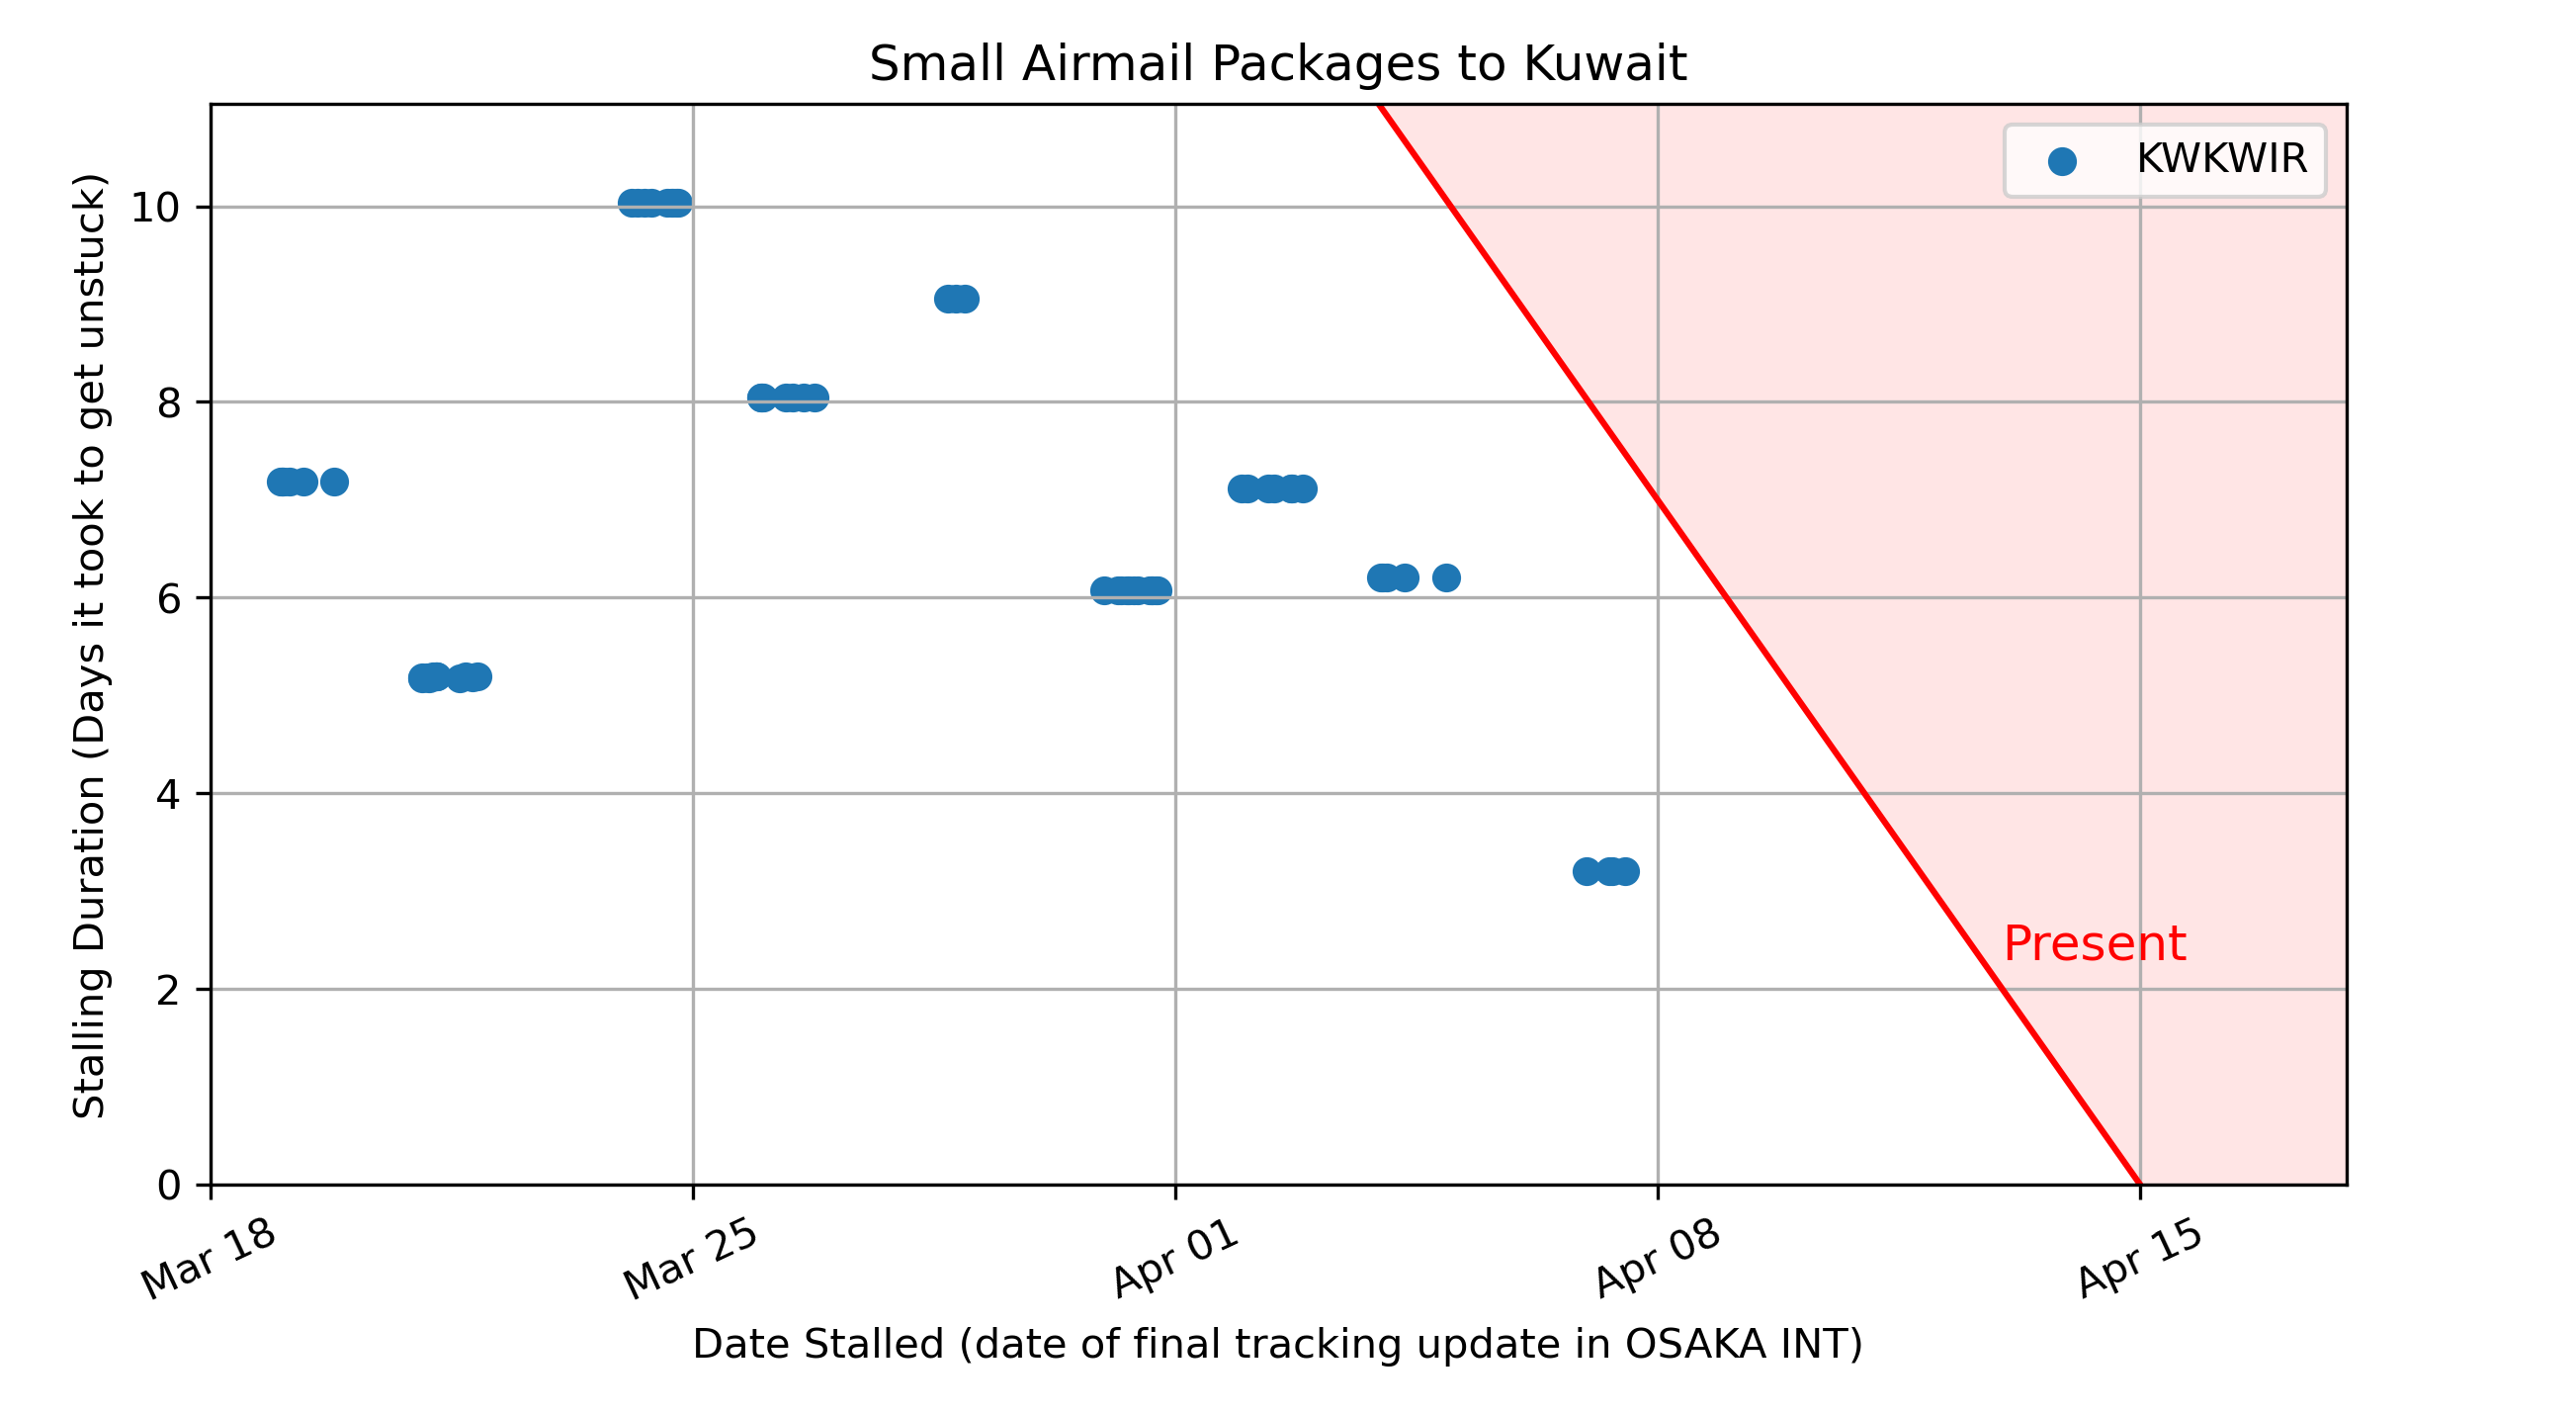 Small Airmail Packages to Kuwait
KWKWIR
Stalling Duration (Days it took to get unstuck)
10
8
6
4
2
0
Present
Mar 18
Mar 25
Apr 01
Apr 08
Apr 15
Date Stalled (date of final tracking update in OSAKA INT)